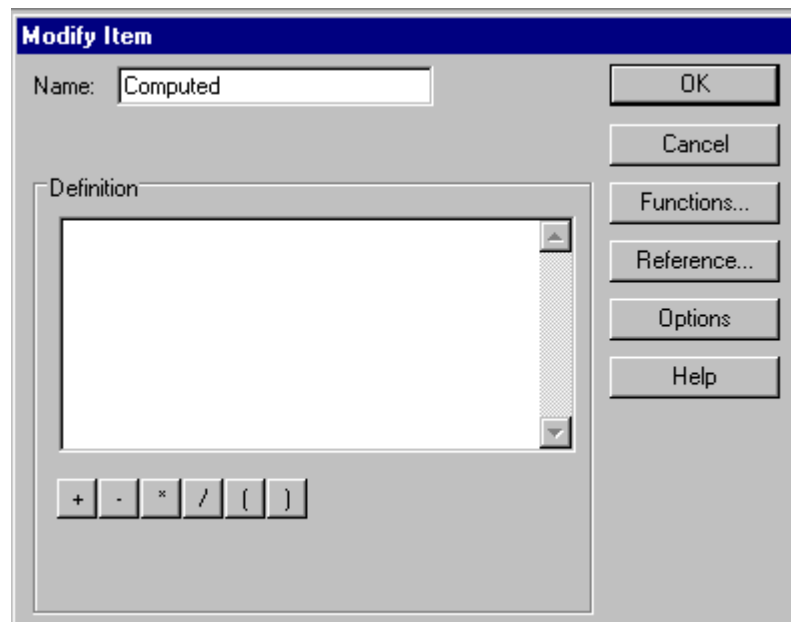 Modify Item
Name: Computed
OK
Cancel
Definition
Functions...
Reference...
Options
Help
+ - * / ( )